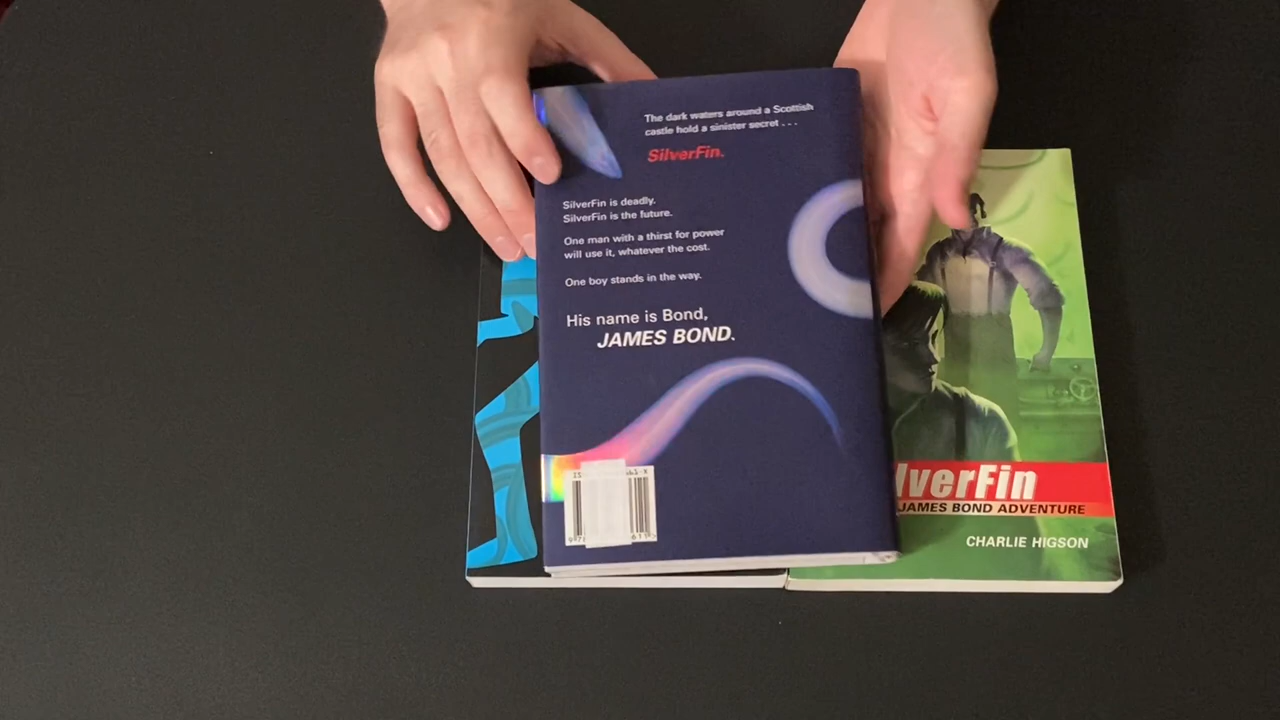 The dark waters around a Scottish
castle hold a sinister secret . . .
SilverFin.
SilverFin is deadly.
SilverFin is the future.
One man with a thirst for power
will use it, whatever the cost.
One boy stands in the way.
His name is Bond,
JAMES BOND.
lverFin
JAMES BOND ADVENTURE
CHARLIE HIGSON